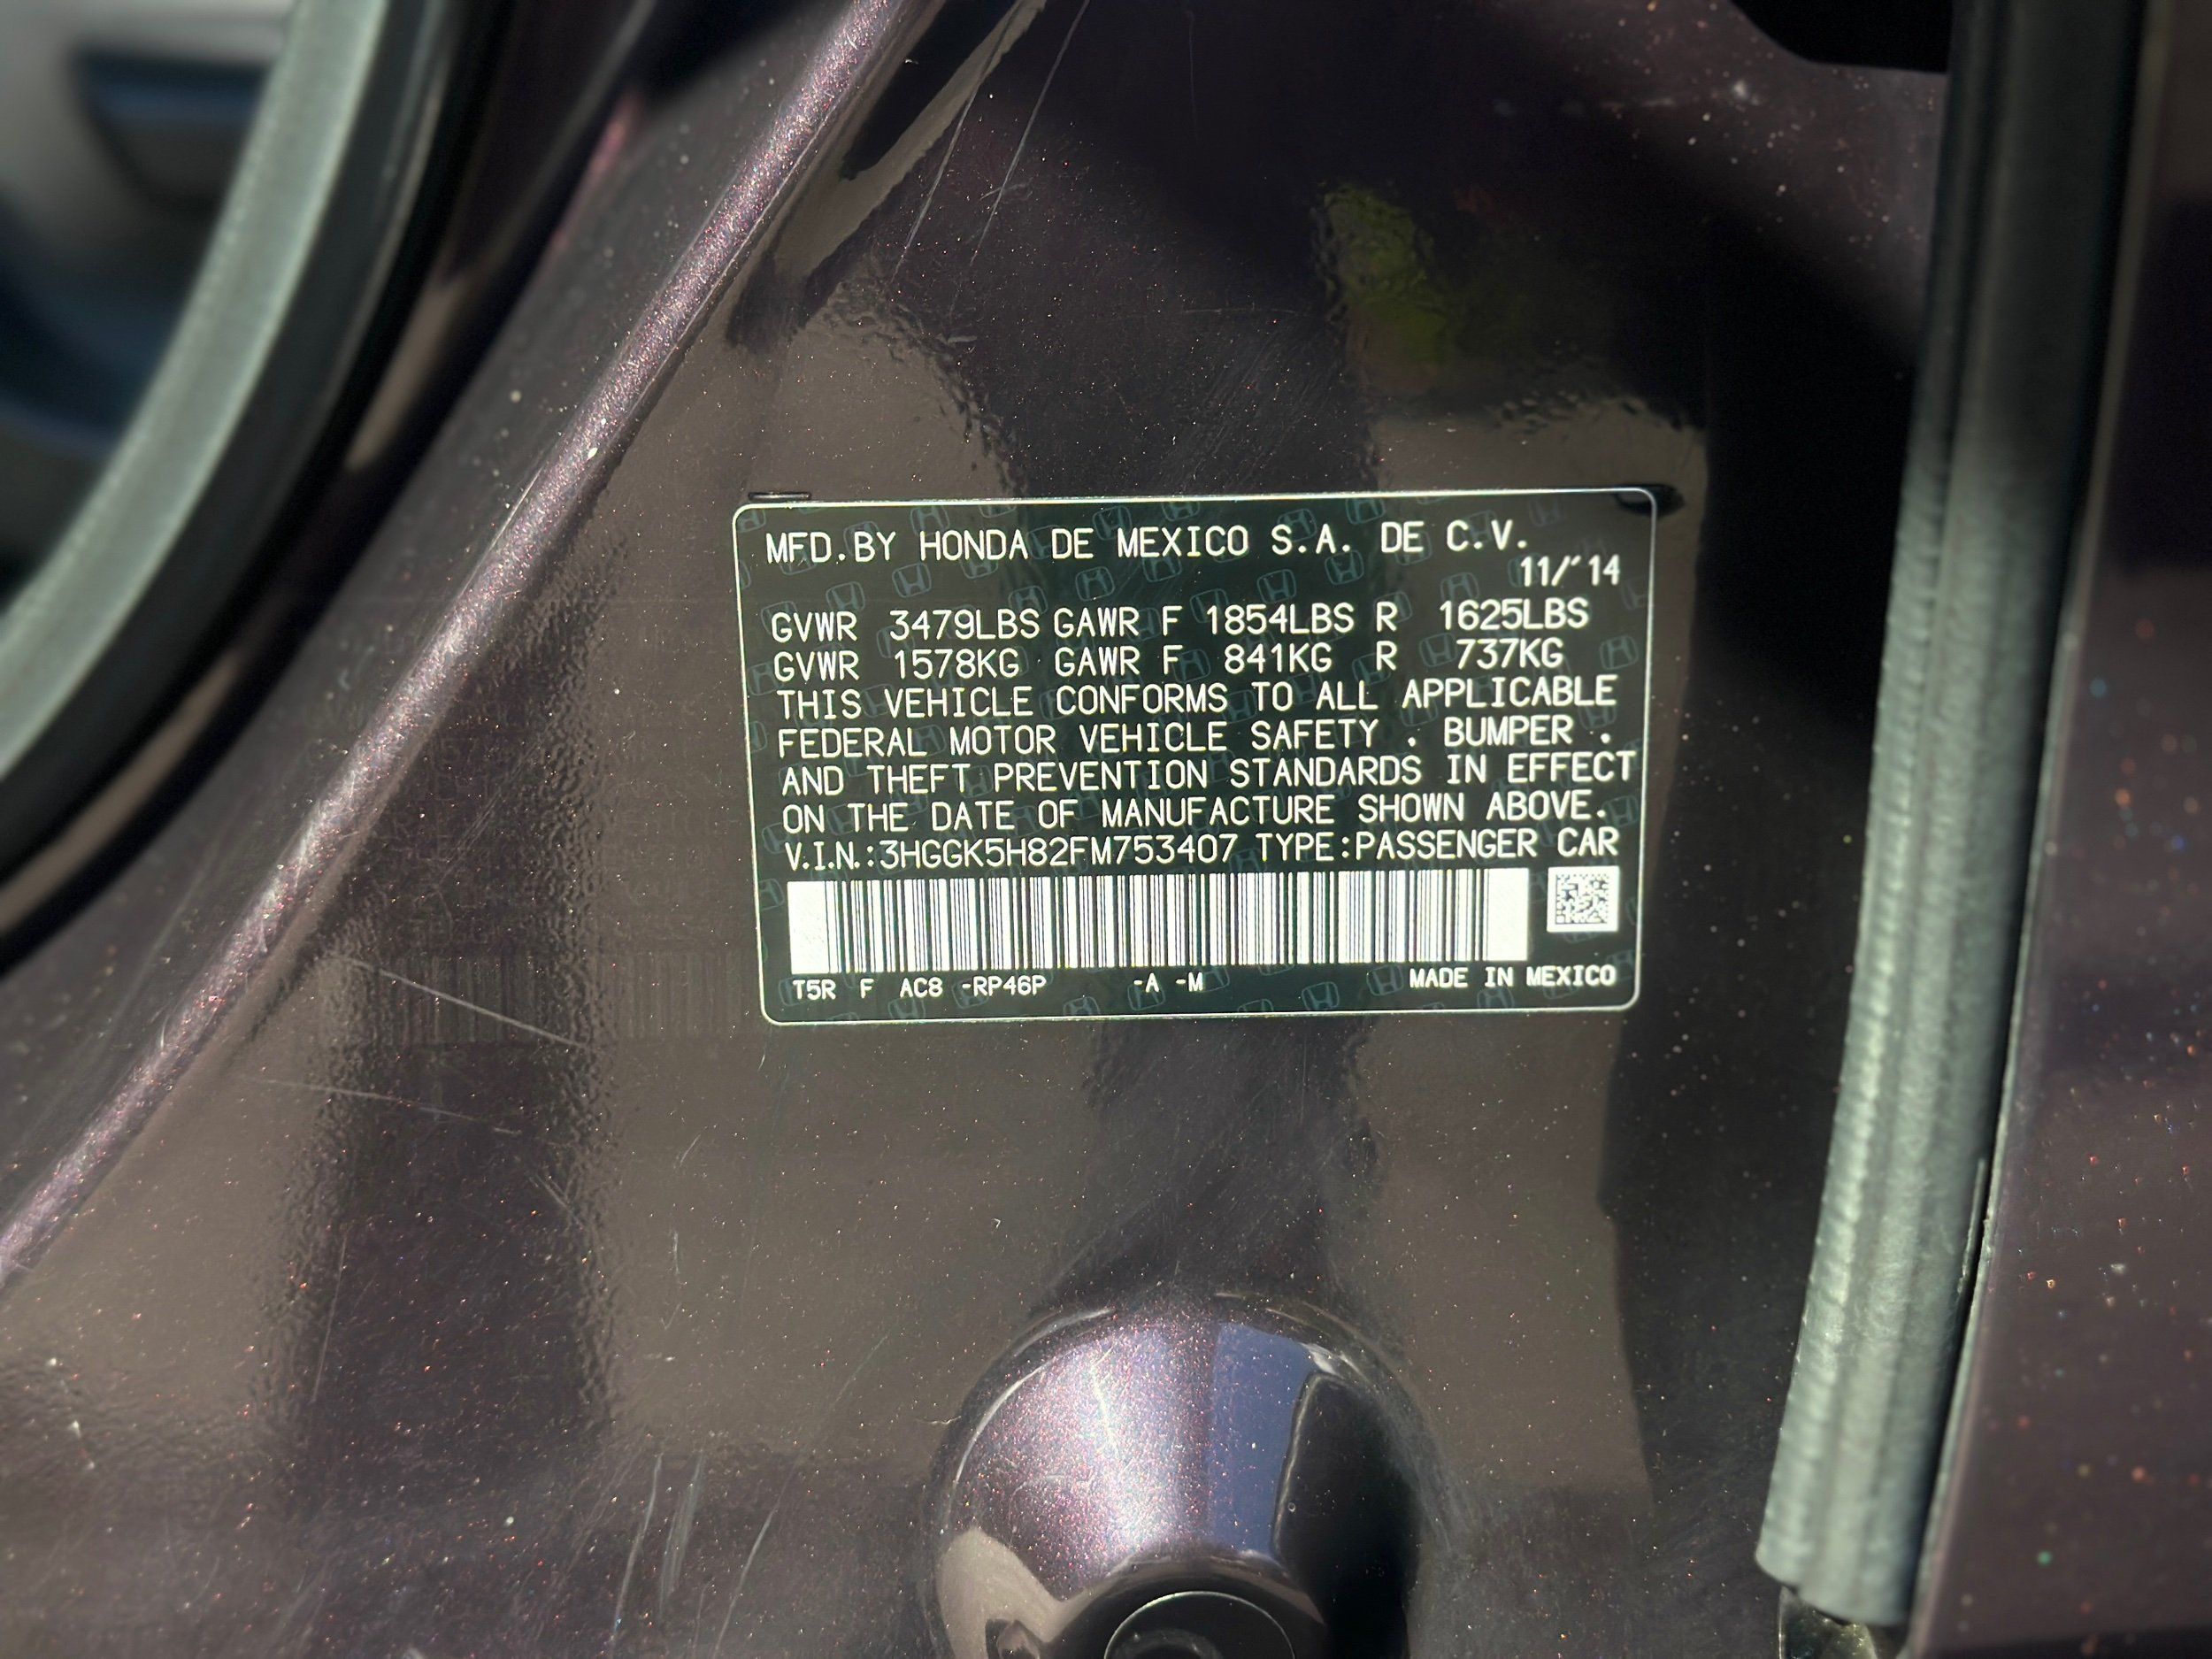 MFD.BY HONDA DE MEXICO S.A. DE C.V.
11/'14
GVWR 3479LBS GAWR F 1854LBS R 1625LBS
GVWR 1578KG GAWR F 841KG R 737KG
THIS VEHICLE CONFORMS TO ALL APPLICABLE
FEDERAL MOTOR VEHICLE SAFETY . BUMPER .
AND THEFT PREVENTION STANDARDS IN EFFECT
ON THE DATE OF MANUFACTURE SHOWN ABOVE.
V.I.N.:3HGGK5H82FM753407 TYPE:PASSENGER CAR
T5R F AC8 -RP46P -A -M MADE IN MEXICO